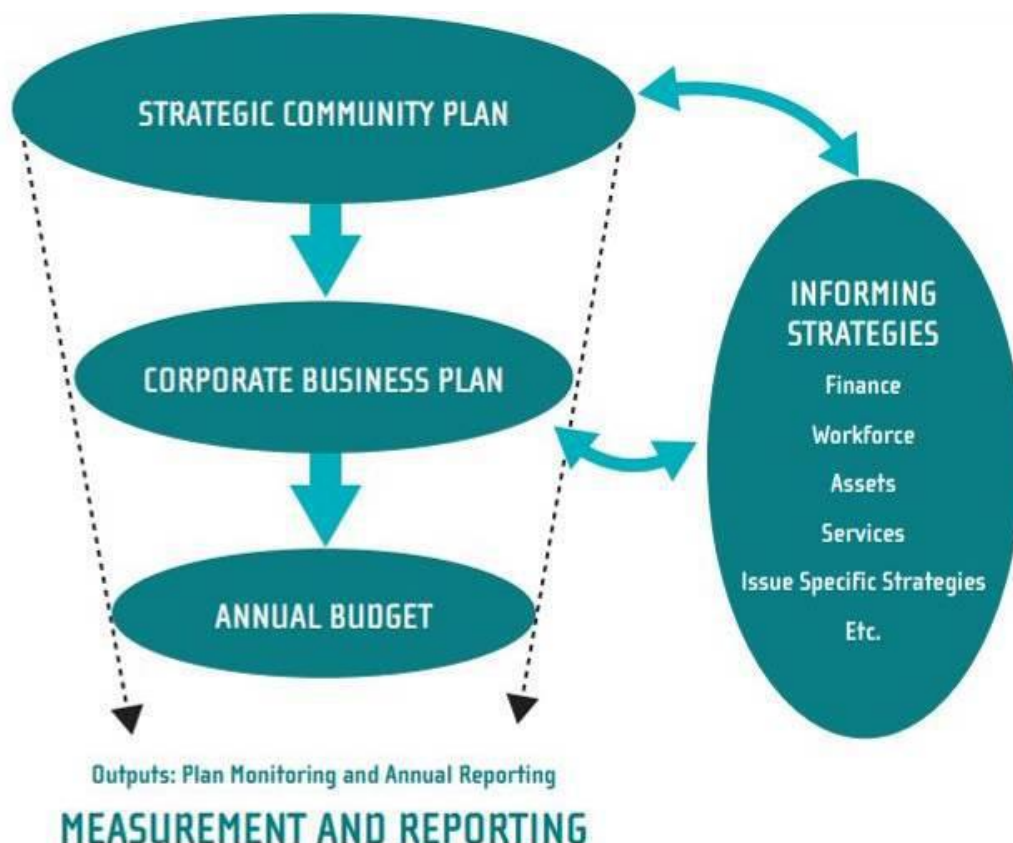 STRATEGIC COMMUNITY PLAN
CORPORATE BUSINESS PLAN
ANNUAL BUDGET
INFORMING
STRATEGIES
Finance
Workforce
Assets
Services
Issue Specific Strategies
Etc.
Outputs: Plan Monitoring and Annual Reporting
MEASUREMENT AND REPORTING